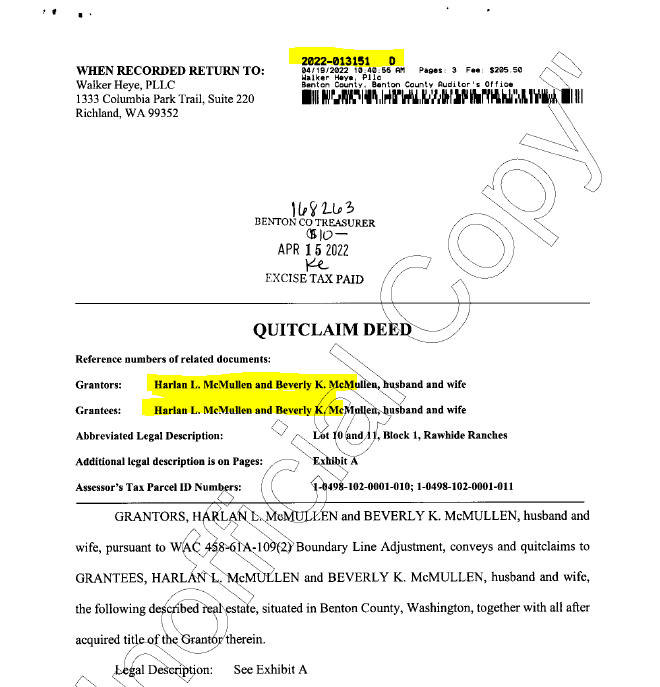 WHEN RECORDED RETURN TO:
Walker Heye, PLLC
1333 Columbia Park Trail, Suite 220
Richland, WA 99352
2022-013151 D
04/19/2022 10:40:56 AM Pages: 3 Fee: $205.50
Walker Heye, Pllc
Benton County, Benton County Auditor's Office
168263
BENTON CO TREASURER
$10—
APR 15 2022
Ke
EXCISE TAX PAID
QUITCLAIM DEED
Reference numbers of related documents:
Grantors: Harlan L. McMullen and Beverly K. McMullen, husband and wife
Grantees: Harlan L. McMullen and Beverly K. McMullen, husband and wife
Abbreviated Legal Description: Lot 10 and 11, Block 1, Rawhide Ranches
Additional legal description is on Pages: Exhibit A
Assessor's Tax Parcel ID Numbers: 1-0498-102-0001-010; 1-0498-102-0001-011
GRANTORS, HARLAN L. McMULLEN and BEVERLY K. McMULLEN, husband and
wife, pursuant to WAC 458-61A-109(2) Boundary Line Adjustment, conveys and quitclaims to
GRANTEES, HARLAN L. McMULLEN and BEVERLY K. McMULLEN, husband and wife,
the following described real estate, situated in Benton County, Washington, together with all after
acquired title of the Grantor therein.
Legal Description: See Exhibit A
nofficial Copy"